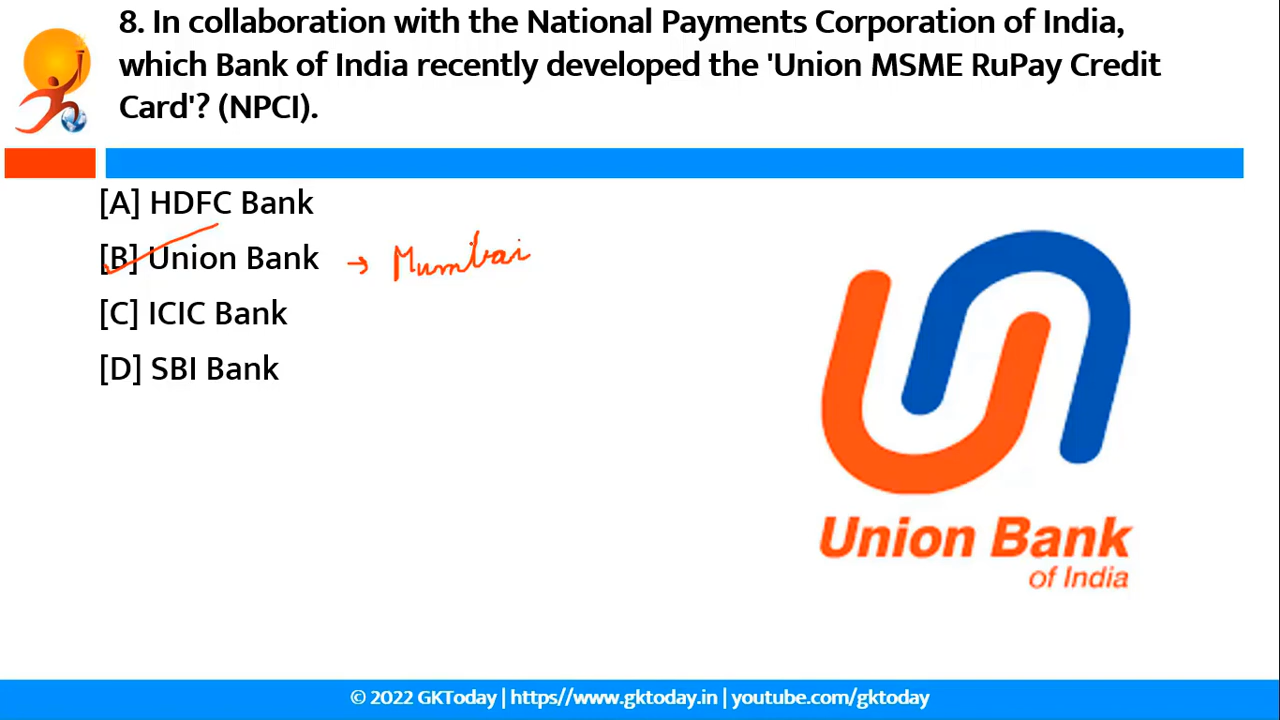 8. In collaboration with the National Payments Corporation of India,
which Bank of India recently developed the 'Union MSME RuPay Credit
Card'? (NPCI).
[A] HDFC Bank
[B] Union Bank → Mumbai
[C] ICIC Bank
[D] SBI Bank
Union Bank
of India
© 2022 GKToday | https//www.gktoday.in | youtube.com/gktoday